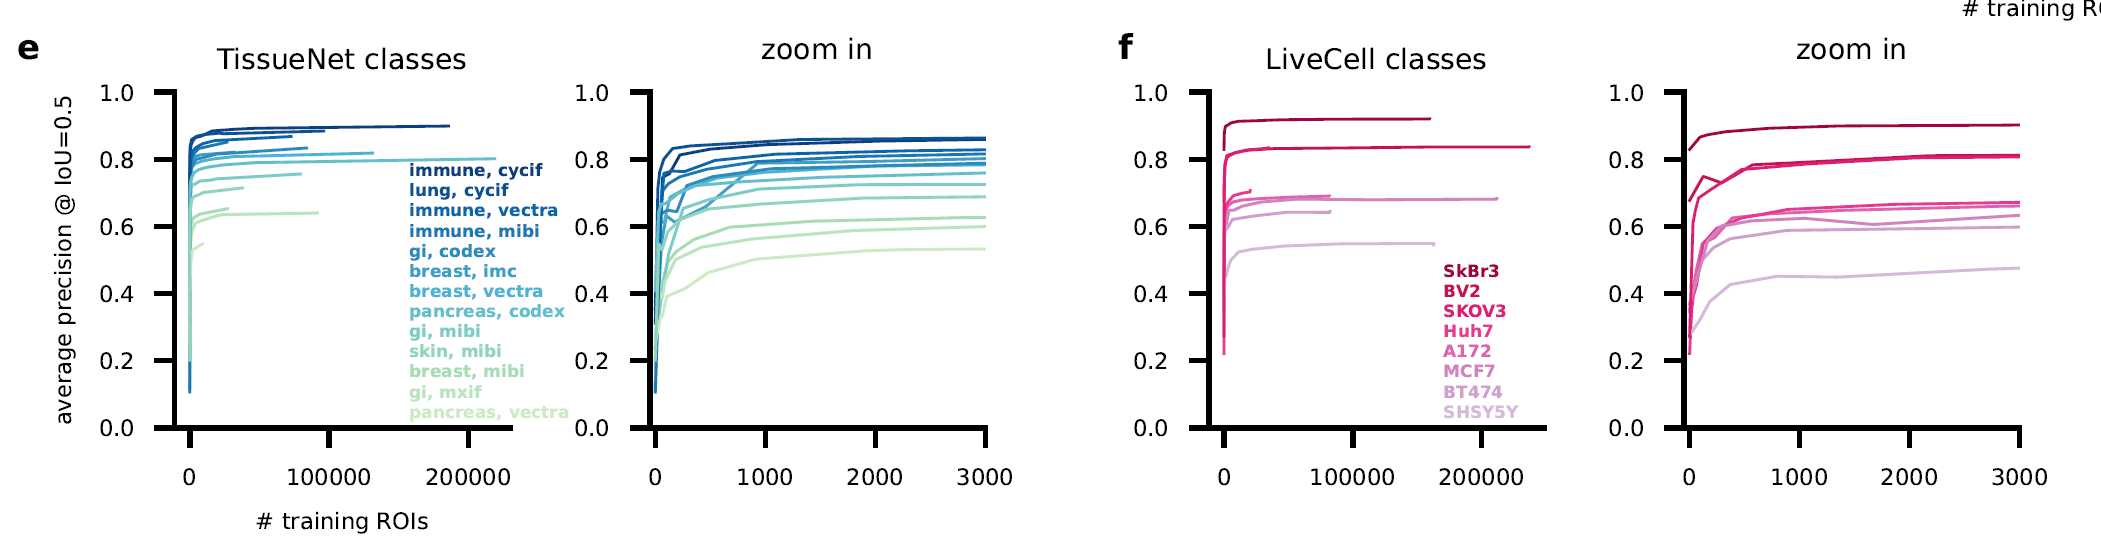 # training R
e
TissueNet classes
zoom in
average precision @ IoU=0.5
1.0
0.8
0.6
0.4
0.2
0.0
0
100000
200000
# training ROIs
immune, cycif
lung, cycif
immune, vectra
immune, mibi
gi, codex
breast, imc
breast, vectra
pancreas, codex
gi, mibi
skin, mibi
breast, mibi
gi, mxif
pancreas, vectra
1.0
0.8
0.6
0.4
0.2
0.0
0
1000
2000
3000
f
LiveCell classes
zoom in
1.0
0.8
0.6
0.4
0.2
0.0
0
100000
200000
SkBr3
BV2
SKOV3
Huh7
A172
MCF7
BT474
SHSY5Y
1.0
0.8
0.6
0.4
0.2
0.0
0
1000
2000
3000